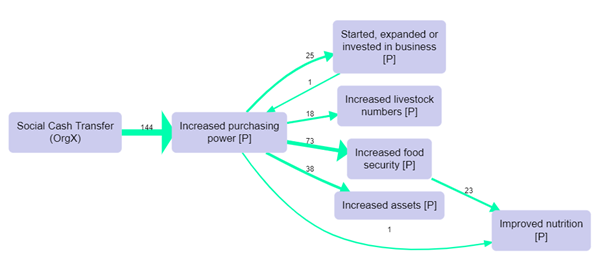 Started, expanded or
invested in business
[P]
25
1
Increased livestock
numbers [P]
Social Cash Transfer
(OrgX)
144
Increased purchasing
power [P]
18
73
Increased food
security [P]
38
23
Increased assets [P]
Improved nutrition
[P]
1